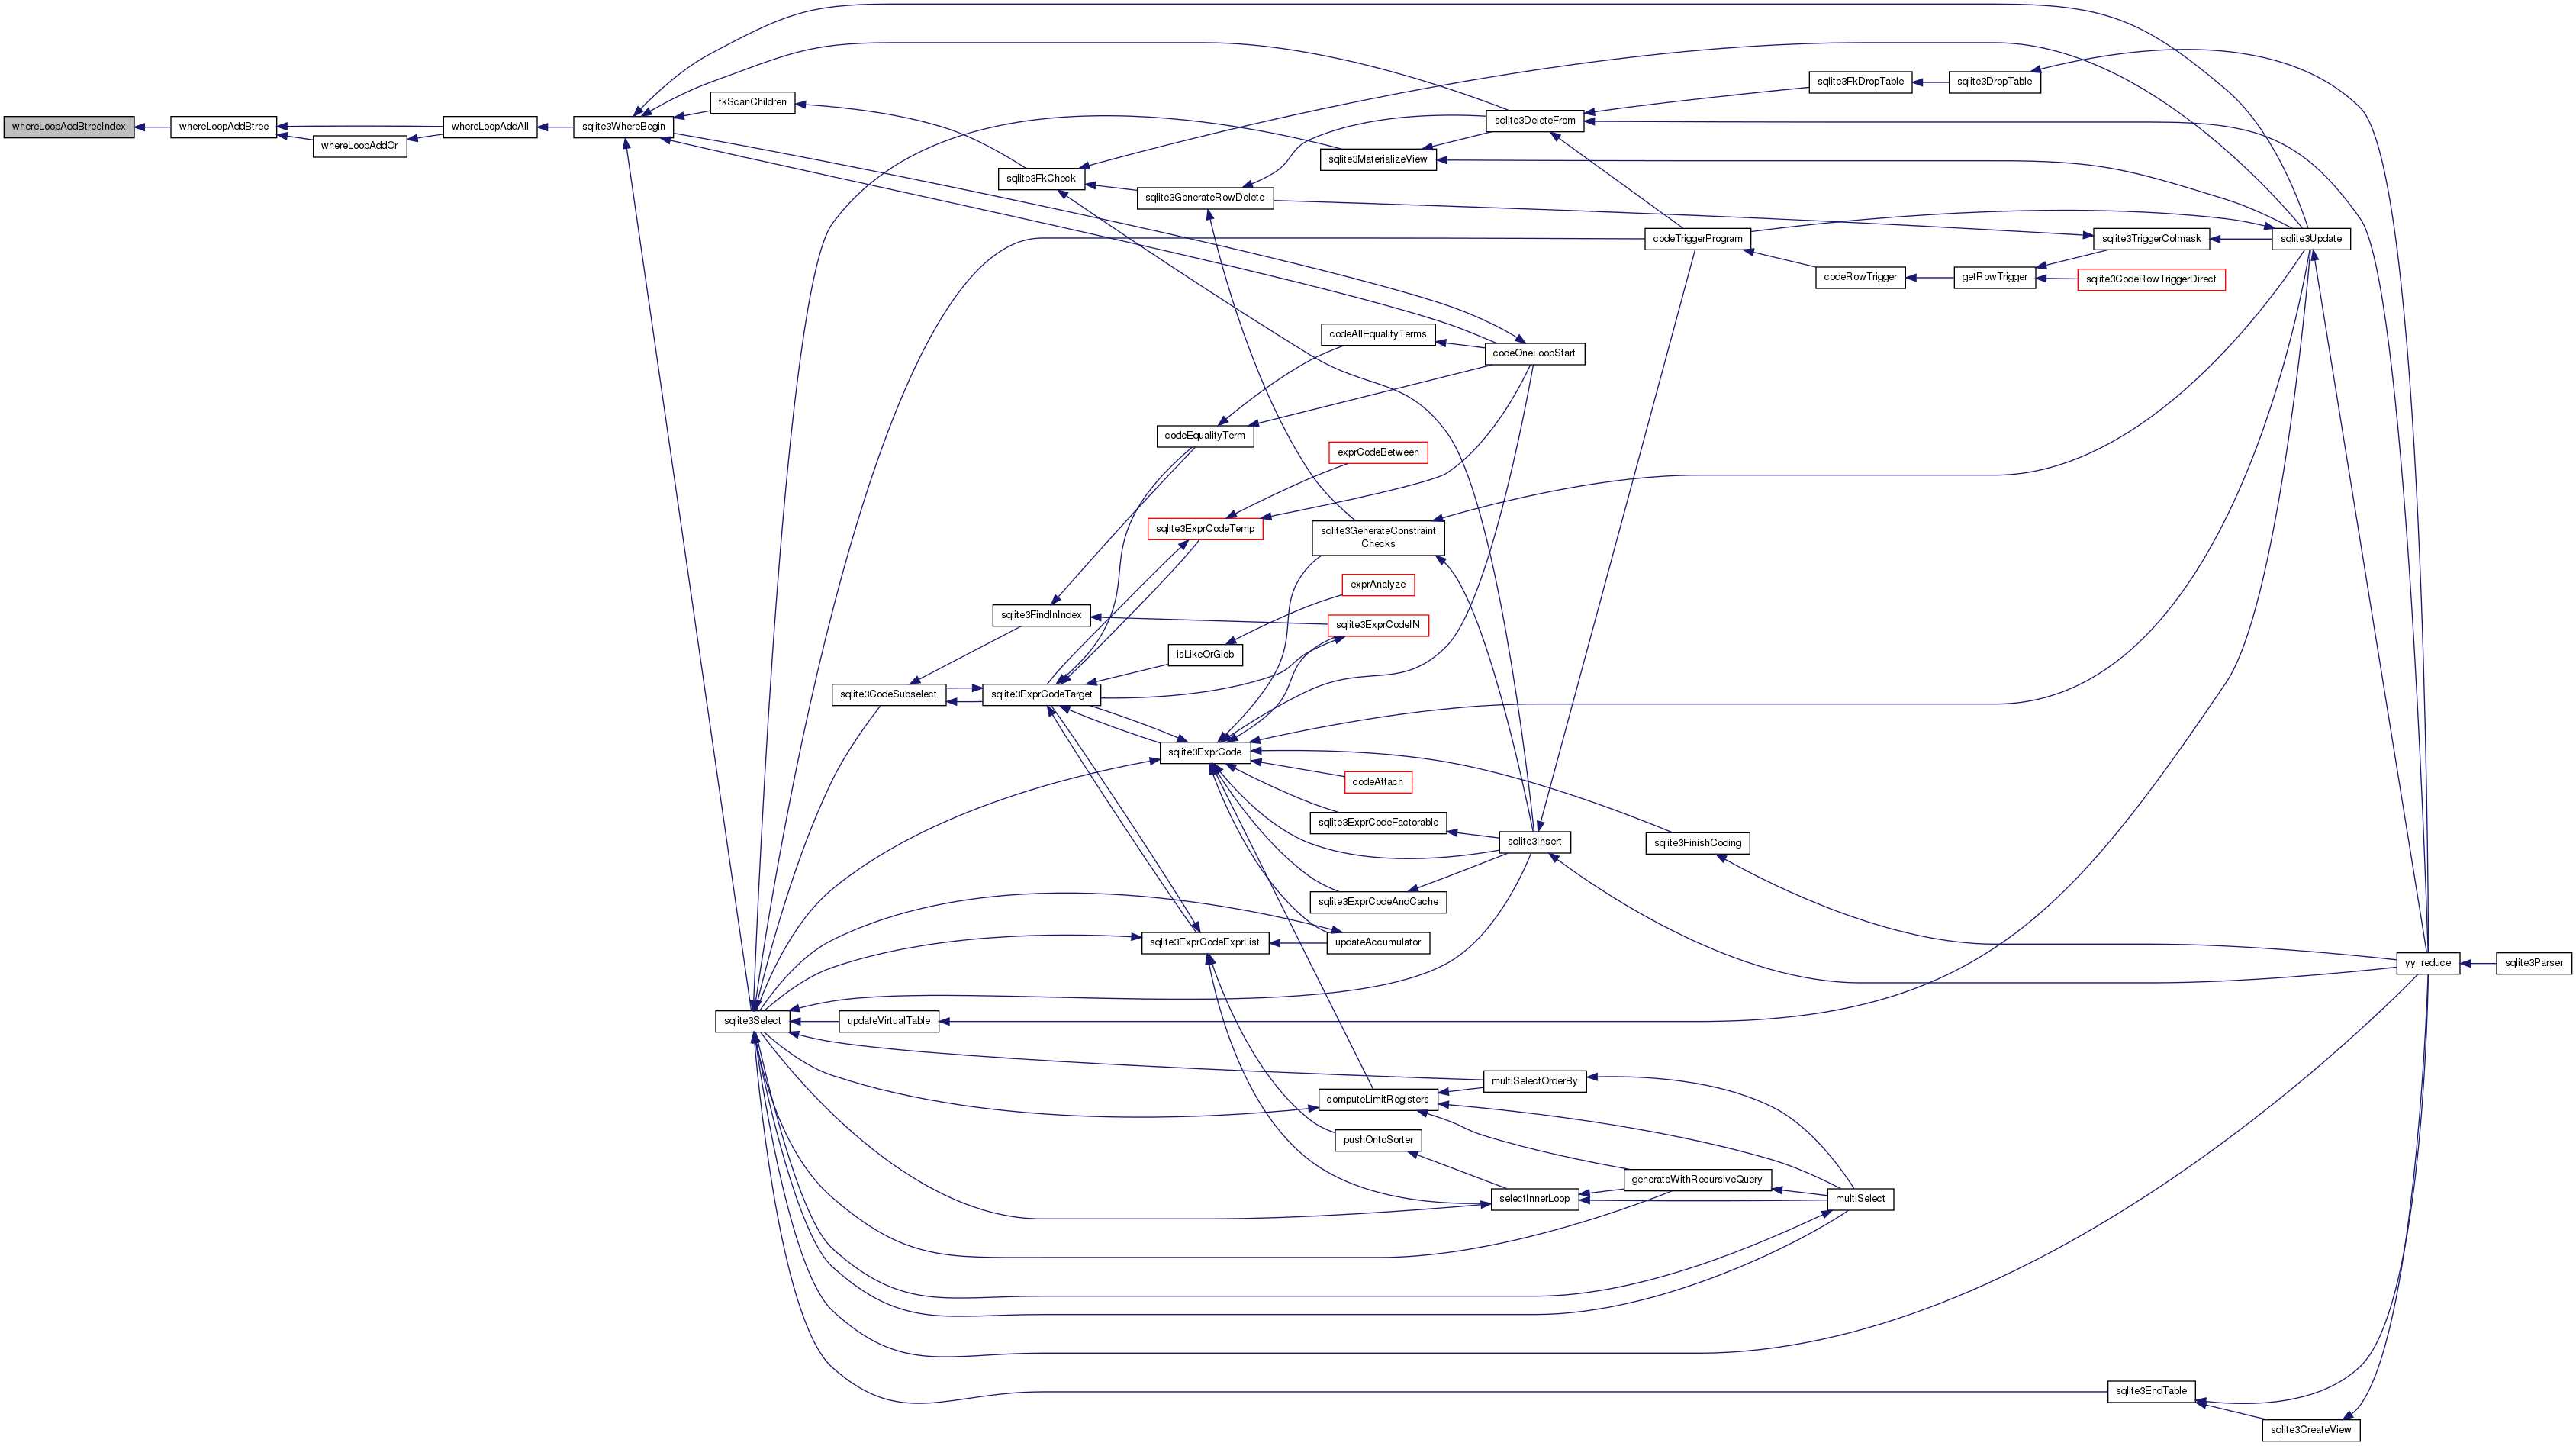 sqlite3FkDropTable
sqlite3DropTable
fkScanChildren
whereLoopAddBtreeIndex
whereLoopAddBtree
whereLoopAddAll
sqlite3WhereBegin
sqlite3DeleteFrom
whereLoopAddOr
sqlite3MaterializeView
sqlite3FkCheck
sqlite3GenerateRowDelete
codeTriggerProgram
sqlite3TriggerColmask
sqlite3Update
codeRowTrigger
getRowTrigger
sqlite3CodeRowTriggerDirect
codeAllEqualityTerms
codeOneLoopStart
codeEqualityTerm
exprCodeBetween
sqlite3ExprCodeTemp
sqlite3GenerateConstraint
Checks
exprAnalyze
sqlite3FindInIndex
sqlite3ExprCodeIN
isLikeOrGlob
sqlite3CodeSubselect
sqlite3ExprCodeTarget
sqlite3ExprCode
codeAttach
sqlite3ExprCodeFactorable
sqlite3Insert
sqlite3FinishCoding
sqlite3ExprCodeAndCache
sqlite3ExprCodeExprList
updateAccumulator
yy_reduce
sqlite3Parser
sqlite3Select
updateVirtualTable
multiSelectOrderBy
computeLimitRegisters
pushOntoSorter
generateWithRecursiveQuery
selectInnerLoop
multiSelect
sqlite3EndTable
sqlite3CreateView